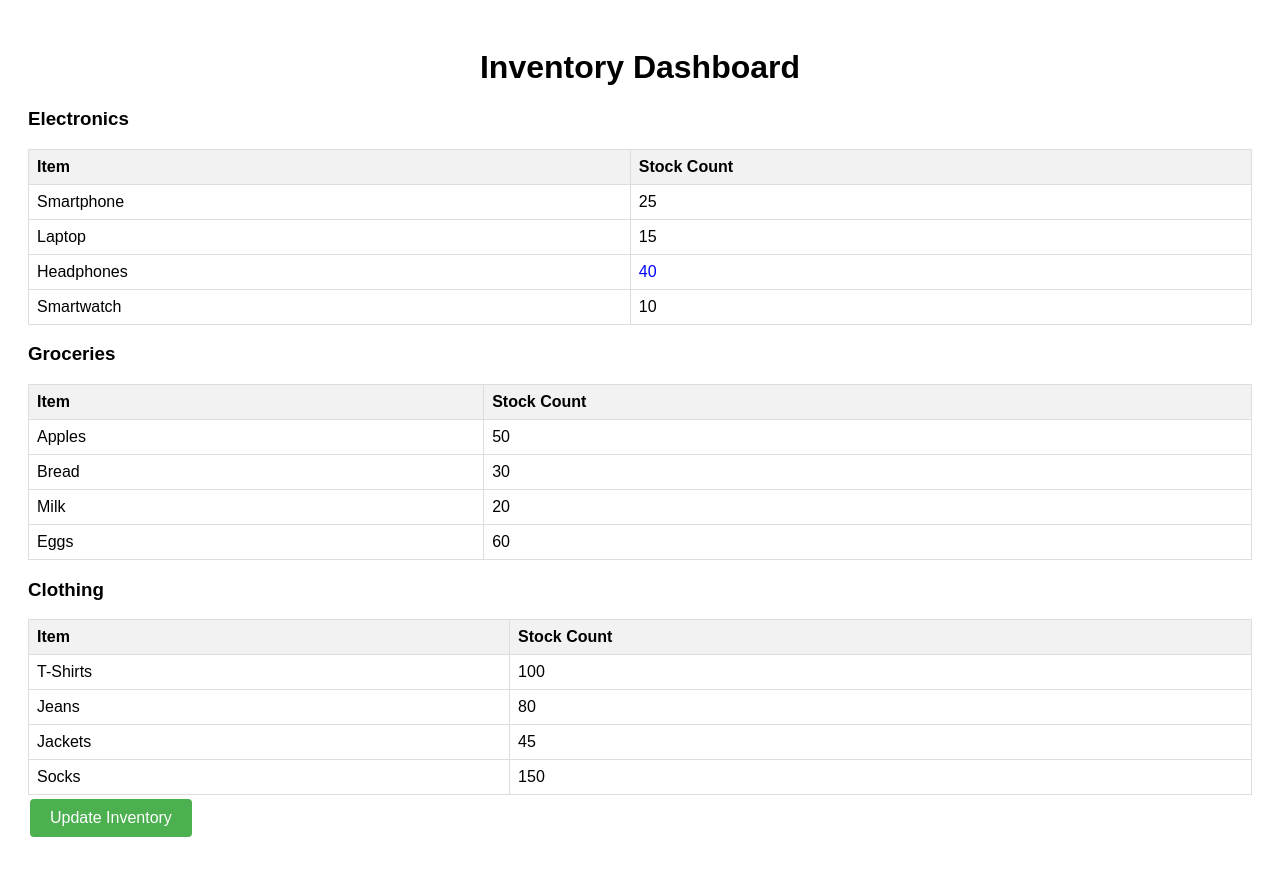 Inventory Dashboard
Electronics
Item Stock Count
Smartphone 25
Laptop 15
Headphones 40
Smartwatch 10
Groceries
Item Stock Count
Apples 50
Bread 30
Milk 20
Eggs 60
Clothing
Item Stock Count
T-Shirts 100
Jeans 80
Jackets 45
Socks 150
Update Inventory